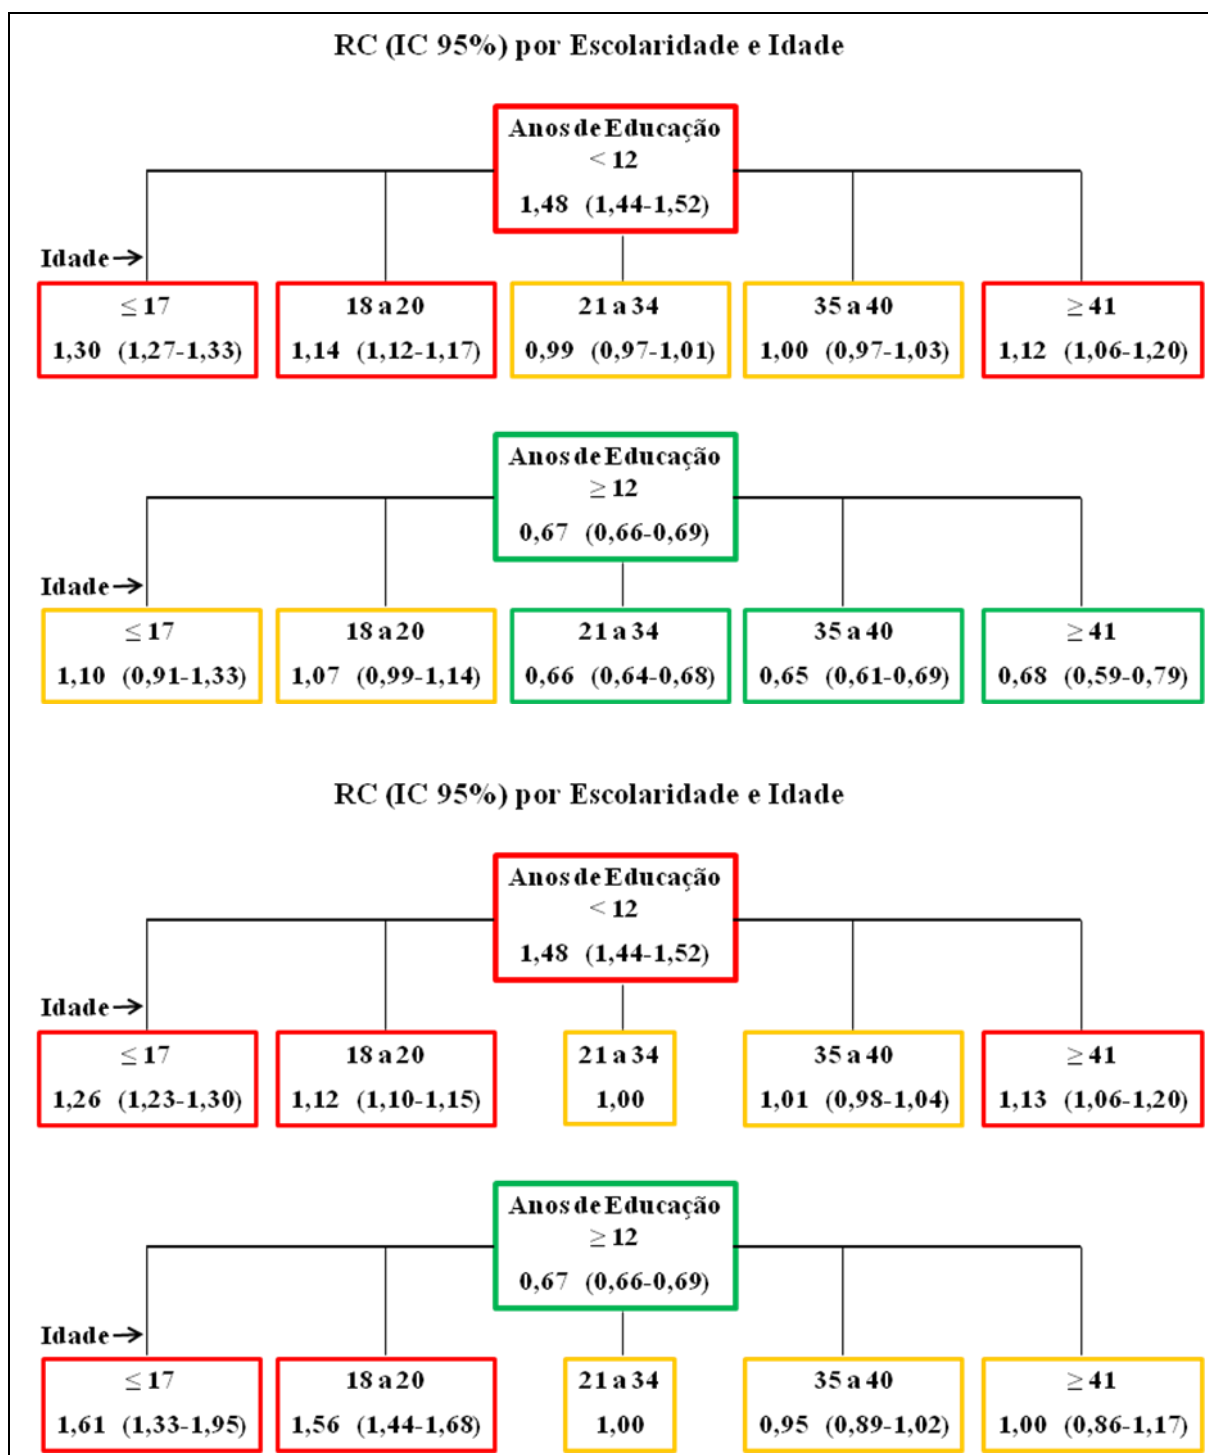 RC (IC 95%) por Escolaridade e Idade
Anos de Educação
< 12
1,48 (1,44-1,52)
Idade→
≤ 17
1,30 (1,27-1,33)
18 a 20
1,14 (1,12-1,17)
21 a 34
0,99 (0,97-1,01)
35 a 40
1,00 (0,97-1,03)
≥ 41
1,12 (1,06-1,20)
Anos de Educação
≥ 12
0,67 (0,66-0,69)
Idade→
≤ 17
1,10 (0,91-1,33)
18 a 20
1,07 (0,99-1,14)
21 a 34
0,66 (0,64-0,68)
35 a 40
0,65 (0,61-0,69)
≥ 41
0,68 (0,59-0,79)
RC (IC 95%) por Escolaridade e Idade
Anos de Educação
< 12
1,48 (1,44-1,52)
Idade→
≤ 17
1,26 (1,23-1,30)
18 a 20
1,12 (1,10-1,15)
21 a 34
1,00
35 a 40
1,01 (0,98-1,04)
≥ 41
1,13 (1,06-1,20)
Anos de Educação
≥ 12
0,67 (0,66-0,69)
Idade→
≤ 17
1,61 (1,33-1,95)
18 a 20
1,56 (1,44-1,68)
21 a 34
1,00
35 a 40
0,95 (0,89-1,02)
≥ 41
1,00 (0,86-1,17)